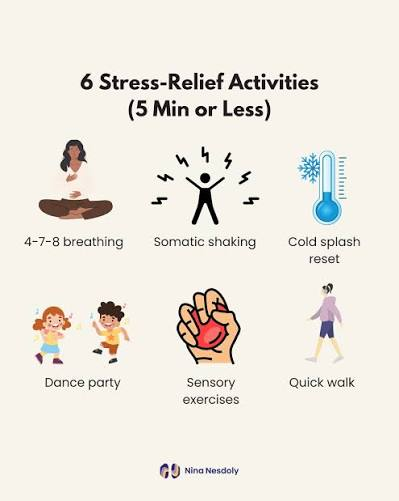 6 Stress-Relief Activities
(5 Min or Less)
4-7-8 breathing
Somatic shaking
Cold splash
reset
Dance party
Sensory
exercises
Quick walk
Nina Nesdoly